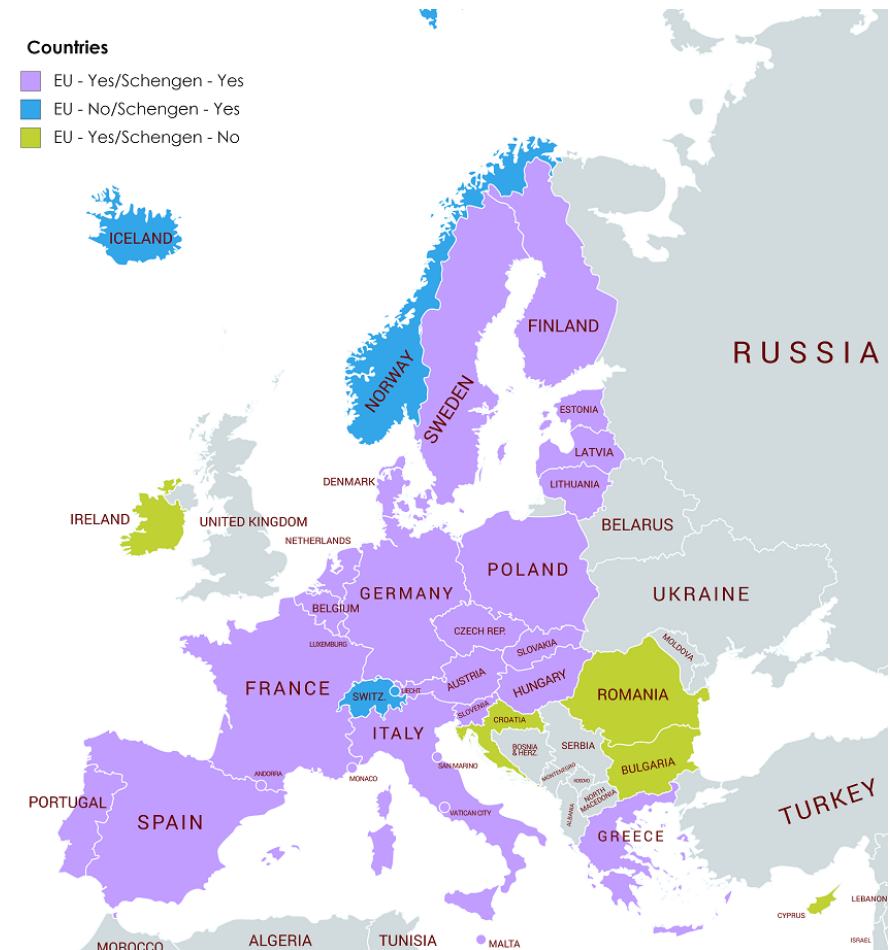 Countries
EU - Yes/Schengen - Yes
EU - No/Schengen - Yes
EU - Yes/Schengen - No
ICELAND
FINLAND
RUSSIA
NORWAY
SWEDEN
ESTONIA
LATVIA
DENMARK
LITHUANIA
IRELAND
UNITED KINGDOM
BELARUS
NETHERLANDS
POLAND
GERMANY
UKRAINE
BELGIUM
CZECH REP.
LUXEMBURG
SLOVAKIA
MOLDOVA
AUSTRIA
HUNGARY
FRANCE
SWITZ.
LIECHT.
ROMANIA
SLOVENIA
CROATIA
ITALY
BOSNIA
& HERZ.
SERBIA
SAN MARINO
BULGARIA
ANDORRA
MONACO
MONTENEGRO
KOSOVO
PORTUGAL
SPAIN
VATICAN CITY
NORTH
MACEDONIA
ALBANIA
TURKEY
GREECE
CYPRUS
LEBANON
MOROCCO
ALGERIA
TUNISIA
MALTA
ISRAEL